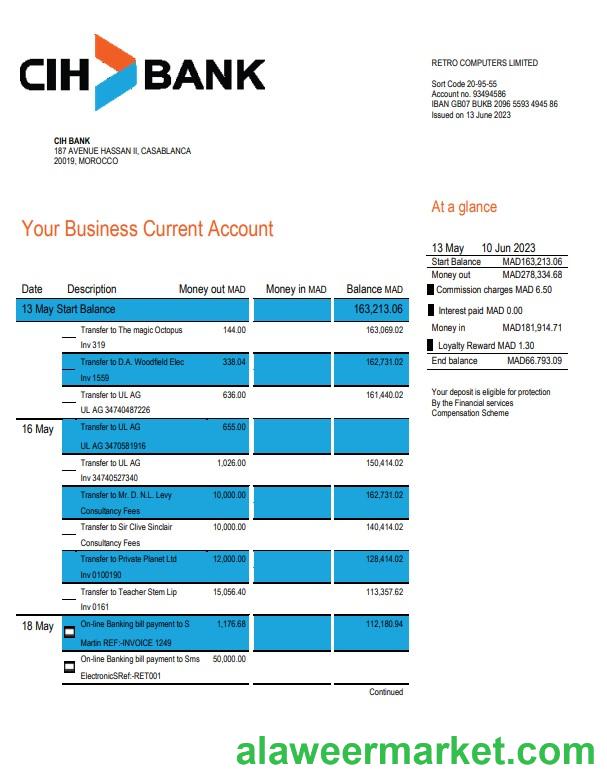 CIH BANK
RETRO COMPUTERS LIMITED
Sort Code 20-95-55
Account no. 93494586
IBAN GB07 BUKB 2096 5593 4945 86
Issued on 13 June 2023
CIH BANK
187 AVENUE HASSAN II, CASABLANCA
20019, MOROCCO
Your Business Current Account
At a glance
13 May 10 Jun 2023
Start Balance MAD163,213.06
Money out MAD278,334.68
Commission charges MAD 6.50
Interest paid MAD 0.00
Money in MAD181,914.71
Loyalty Reward MAD 1.30
End balance MAD66.793.09
Your deposit is eligible for protection
By the Financial services
Compensation Scheme
Date Description Money out MAD Money in MAD Balance MAD
13 May Start Balance 163,213.06
Transfer to The magic Octopus 144.00 163,069.02
Inv 319
Transfer to D.A. Woodfield Elec 338.04 162,731.02
Inv 1559
Transfer to UL AG 636.00 161,440.02
UL AG 34740487226
16 May Transfer to UL AG 655.00
UL AG 3470581916
Transfer to UL AG 1,026.00 150,414.02
Inv 34740527340
Transfer to Mr. D. N.L. Levy 10,000.00 162,731.02
Consultancy Fees
Transfer to Sir Clive Sinclair 10,000.00 140,414.02
Consultancy Fees
Transfer to Private Planet Ltd 12,000.00 128,414.02
Inv 0100190
Transfer to Teacher Stem Lip 15,056.40 113,357.62
Inv 0161
18 May On-line Banking bill payment to S 1,176.68 112,180.94
Martin REF:-INVOICE 1249
On-line Banking bill payment to Sms 50,000.00
ElectronicSRef:-RET001
Continued
alaweermarket.com